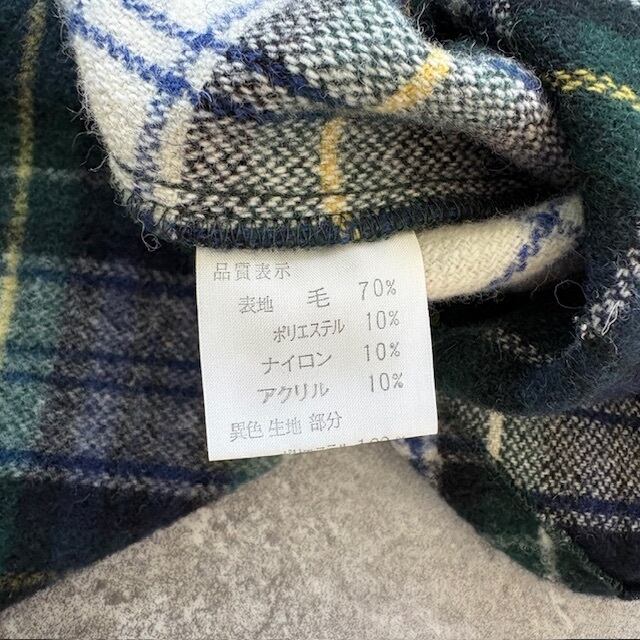 品質表示
表地 毛 70%
ポリエステル 10%
ナイロン 10%
アクリル 10%
異色生地部分